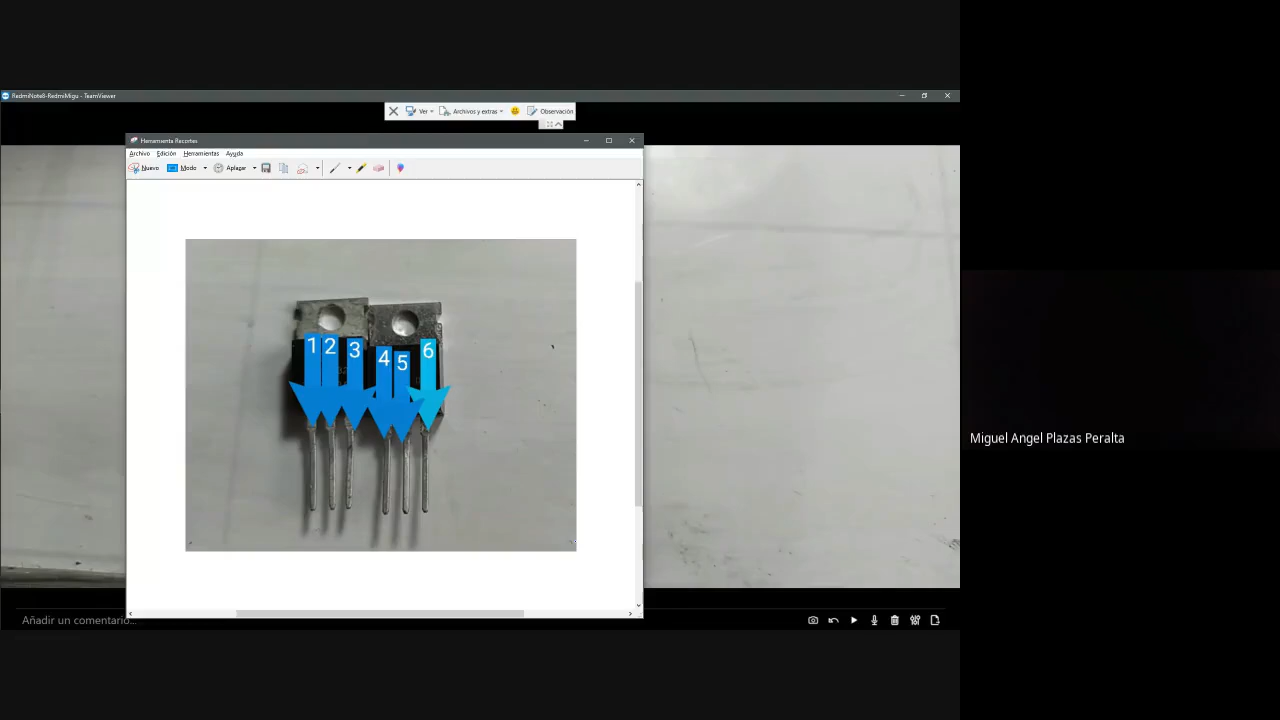 RedmiNote8-RedmiMigu - TeamViewer
Ver
Archivos y extras
Observación
Herramienta Recortes
Archivo Edición Herramientas Ayuda
Nuevo Modo Aplazar
1 2 3 4 5 6
Miguel Angel Plazas Peralta
Añadir un comentario...